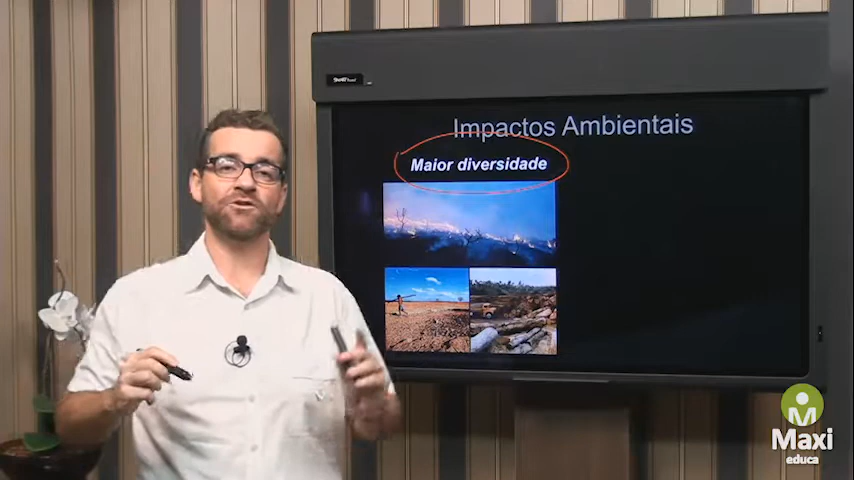 Impactos Ambientais
Maior diversidade
Maxi
educa